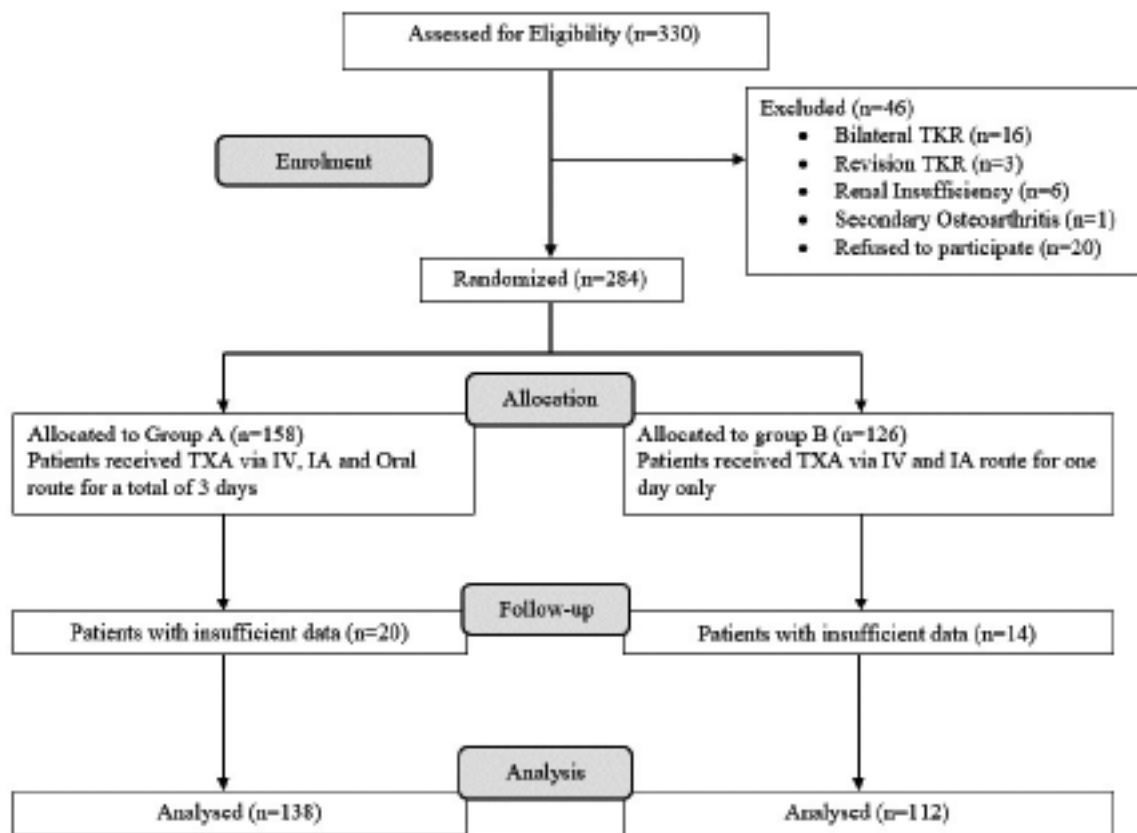 Assessed for Eligibility (n=330)
Excluded (n=46)
• Bilateral TKR (n=16)
• Revision TKR (n=3)
• Renal Insufficiency (n=6)
• Secondary Osteoarthritis (n=1)
• Refused to participate (n=20)
Enrolment
Randomized (n=284)
Allocation
Allocated to Group A (n=158)
Patients received TXA via IV, IA and Oral
route for a total of 3 days
Allocated to group B (n=126)
Patients received TXA via IV and IA route for one
day only
Follow-up
Patients with insufficient data (n=20)
Patients with insufficient data (n=14)
Analysis
Analysed (n=138)
Analysed (n=112)